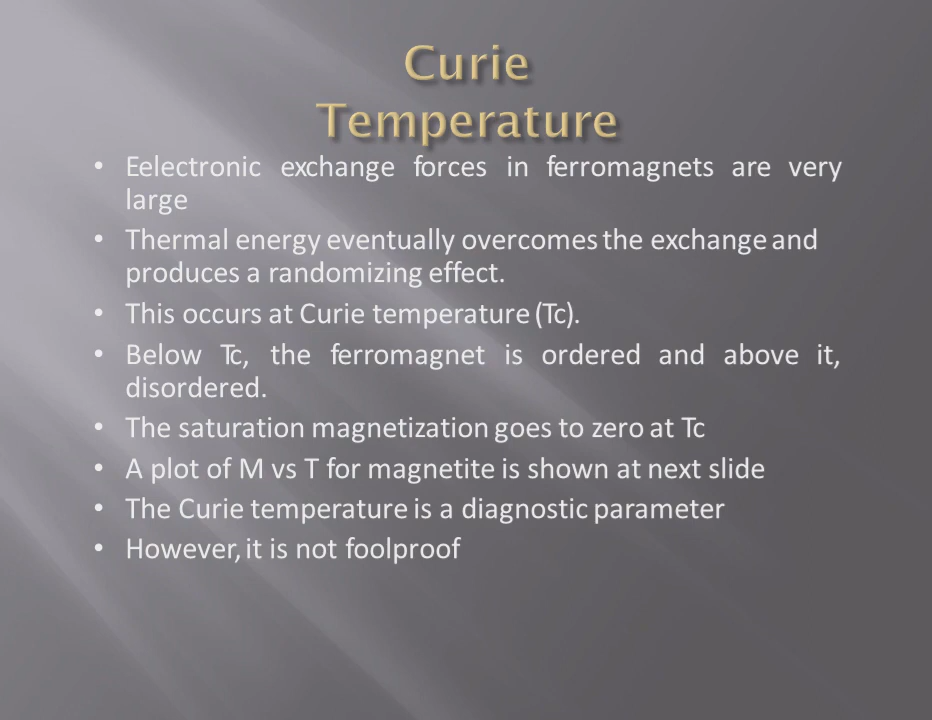 Curie
Temperature
• Eelectronic exchange forces in ferromagnets are very
large
• Thermal energy eventually overcomes the exchange and
produces a randomizing effect.
• This occurs at Curie temperature (Tc).
• Below Tc, the ferromagnet is ordered and above it,
disordered.
• The saturation magnetization goes to zero at Tc
• A plot of M vs T for magnetite is shown at next slide
• The Curie temperature is a diagnostic parameter
• However, it is not foolproof